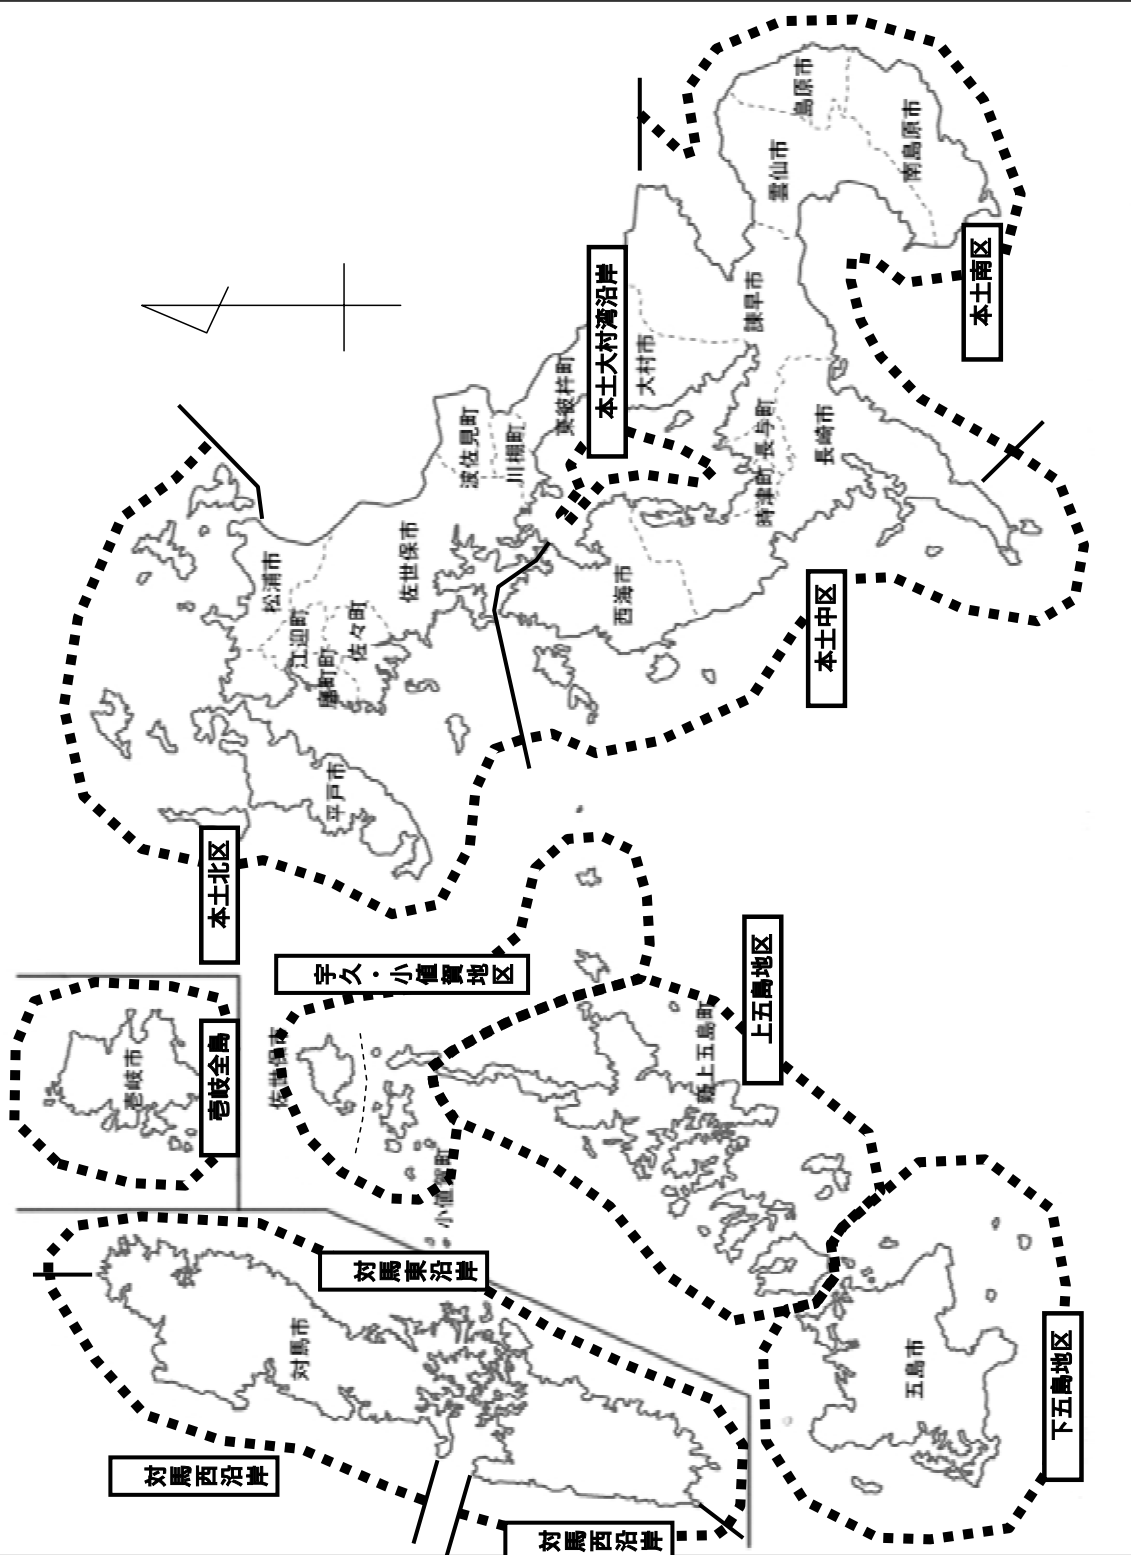 島原市
南島原市
雲仙市
本土南区
諫早市
本土大村湾沿岸
大村市
東彼杵町
波佐見町
川棚町
長与町
時津町
長崎市
佐世保市
松浦市
江迎町
佐々町
鹿町町
西海市
本土中区
平戸市
本土北区
宇久・小値賀地区
上五島地区
新上五島町
壱岐市
壱岐全島
佐世保市
小値賀町
対馬東沿岸
対馬市
五島市
下五島地区
対馬西沿岸
対馬西沿岸